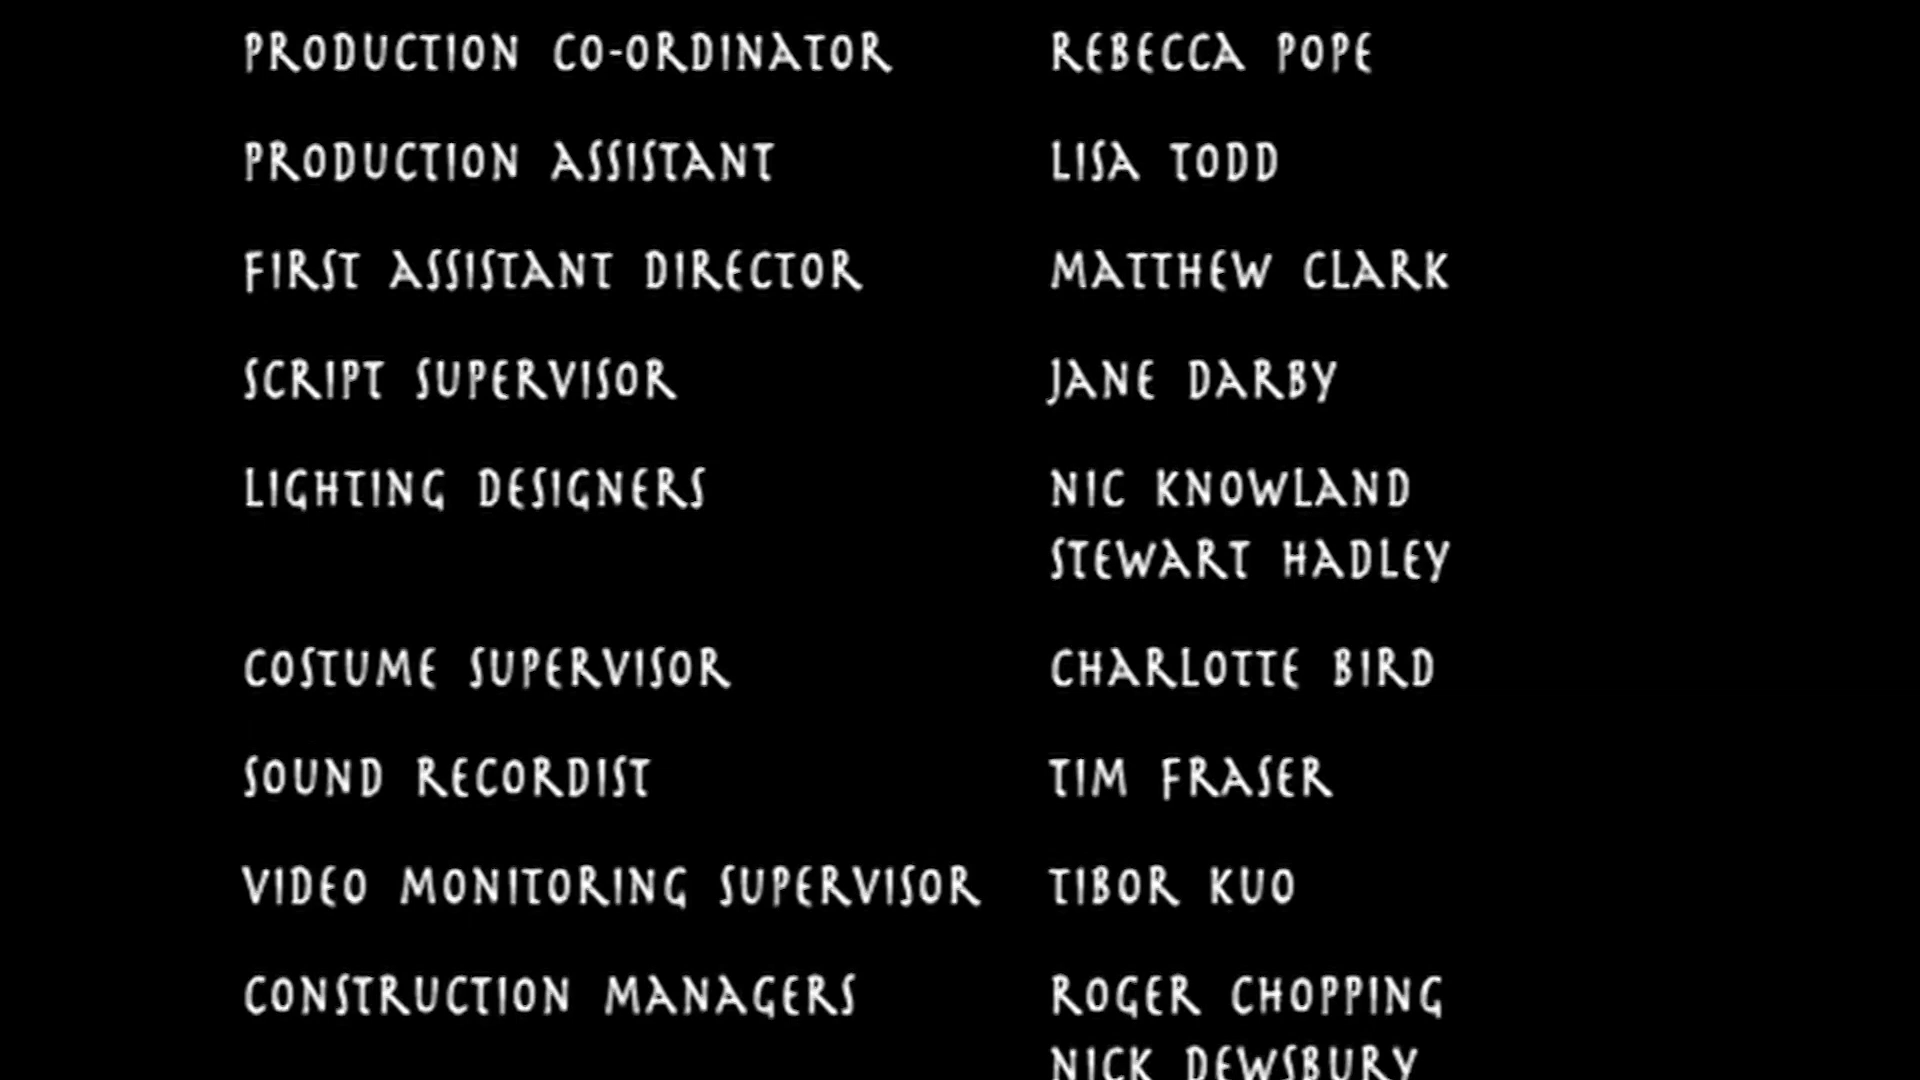 PRODUCTION CO-ORDINATOR REBECCA POPE
PRODUCTION ASSISTANT LISA TODD
FIRST ASSISTANT DIRECTOR MATTHEW CLARK
SCRIPT SUPERVISOR JANE DARBY
LIGHTING DESIGNERS NIC KNOWLAND
STEWART HADLEY
COSTUME SUPERVISOR CHARLOTTE BIRD
SOUND RECORDIST TIM FRASER
VIDEO MONITORING SUPERVISOR TIBOR KUO
CONSTRUCTION MANAGERS ROGER CHOPPING
NICK DEWSBURY